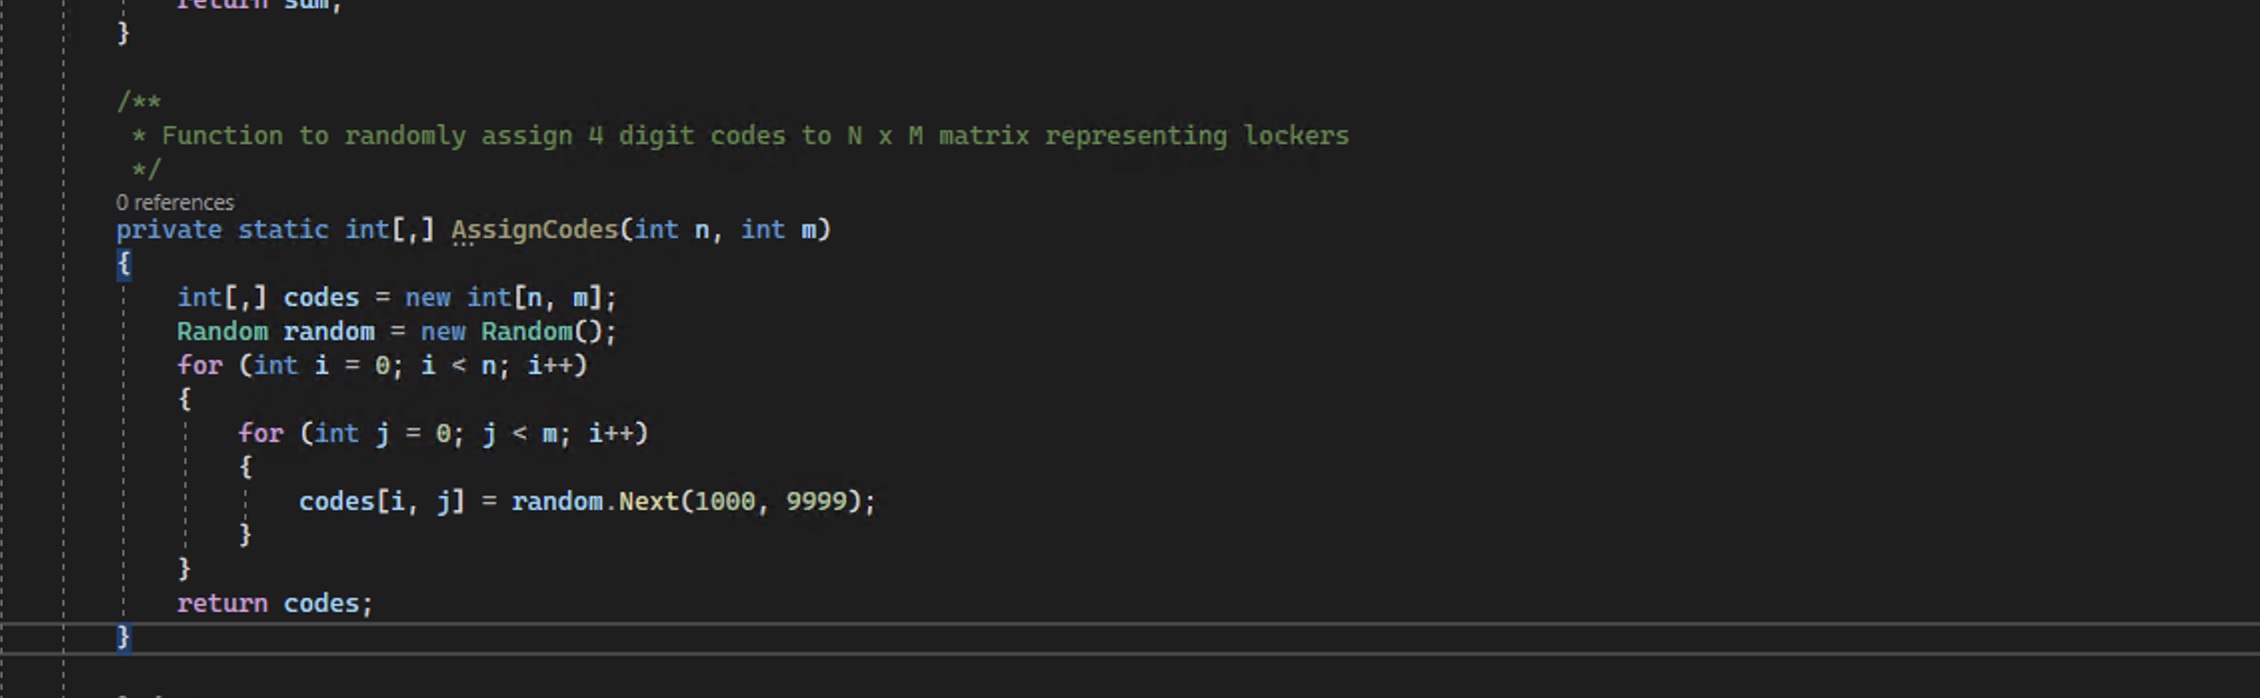 return sum;
}
/**
* Function to randomly assign 4 digit codes to N x M matrix representing lockers
*/
0 references
private static int[,] AssignCodes(int n, int m)
{
int[,] codes = new int[n, m];
Random random = new Random();
for (int i = 0; i < n; i++)
{
for (int j = 0; j < m; i++)
{
codes[i, j] = random.Next(1000, 9999);
}
}
return codes;
}